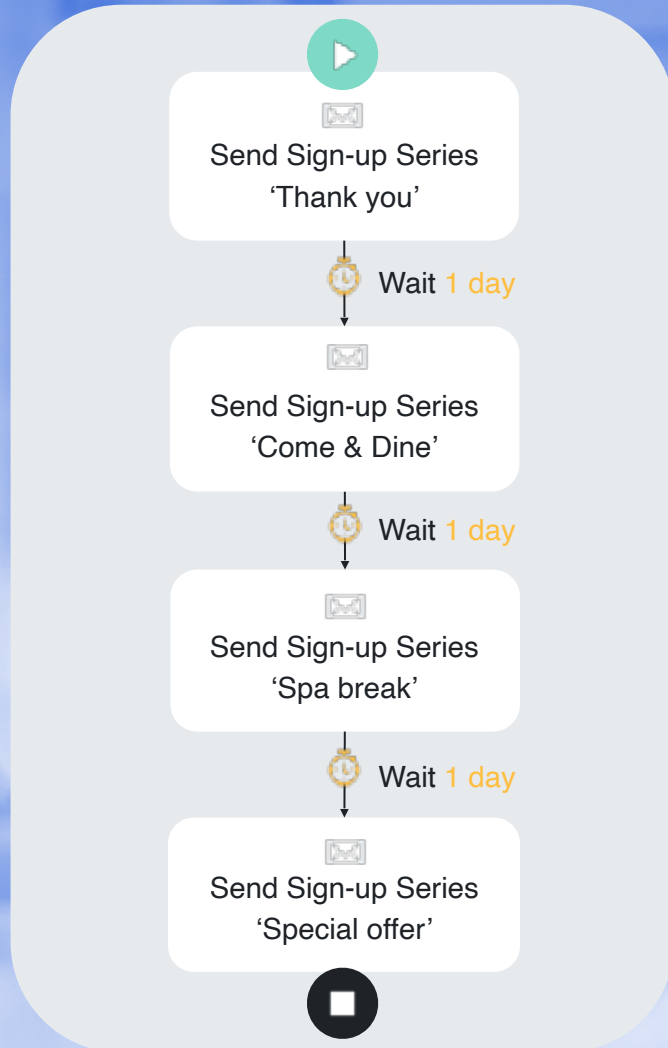 Send Sign-up Series
‘Thank you’
Wait 1 day
Send Sign-up Series
‘Come & Dine’
Wait 1 day
Send Sign-up Series
‘Spa break’
Wait 1 day
Send Sign-up Series
‘Special offer’